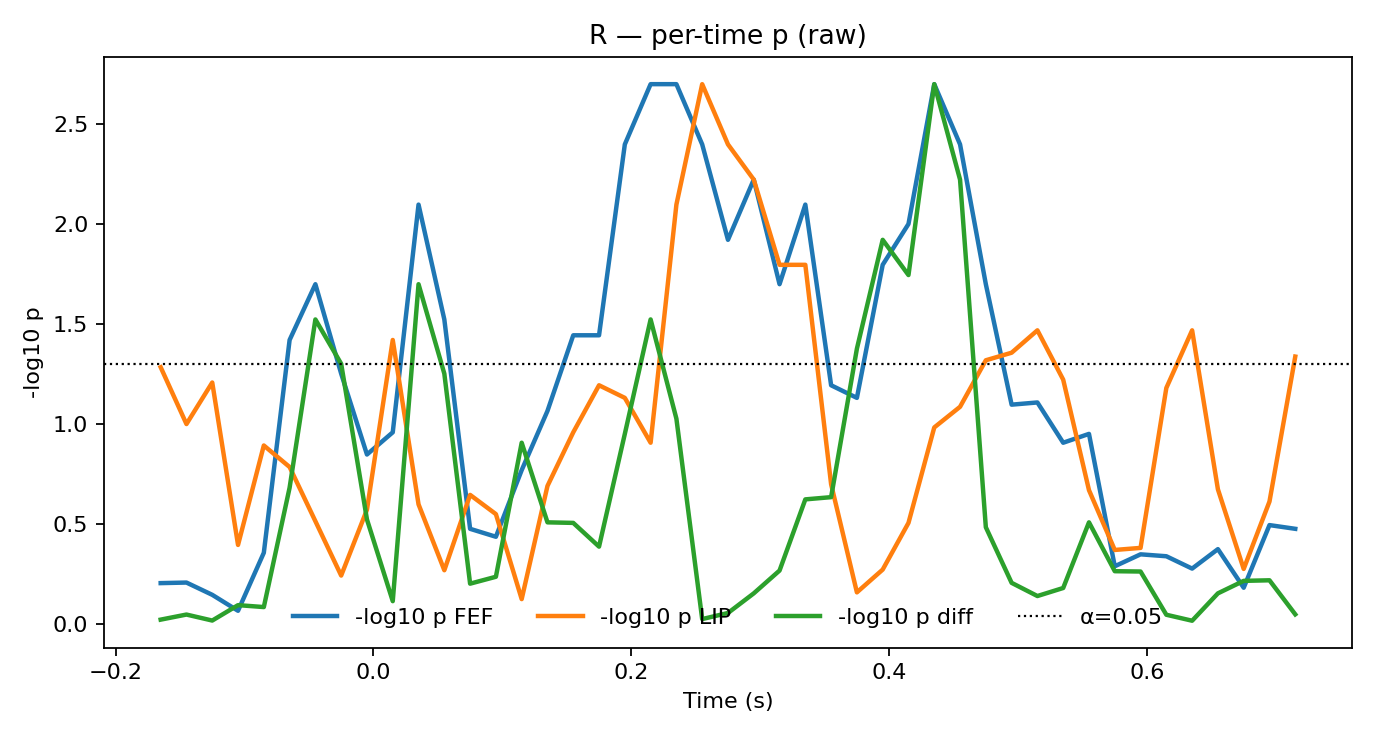 R — per-time p (raw)
2.5
2.0
1.5
1.0
0.5
0.0
-log10 p
-log10 p FEF
-log10 p LIP
-log10 p diff
α=0.05
−0.2
0.0
0.2
0.4
0.6
Time (s)